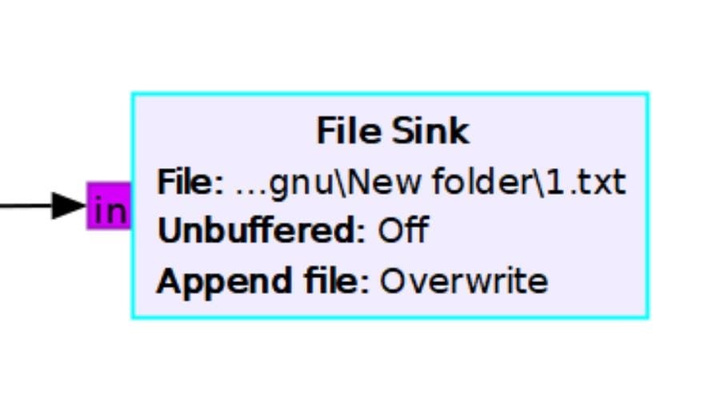 File Sink
File: ...gnu\New folder\1.txt
in
Unbuffered: Off
Append file: Overwrite